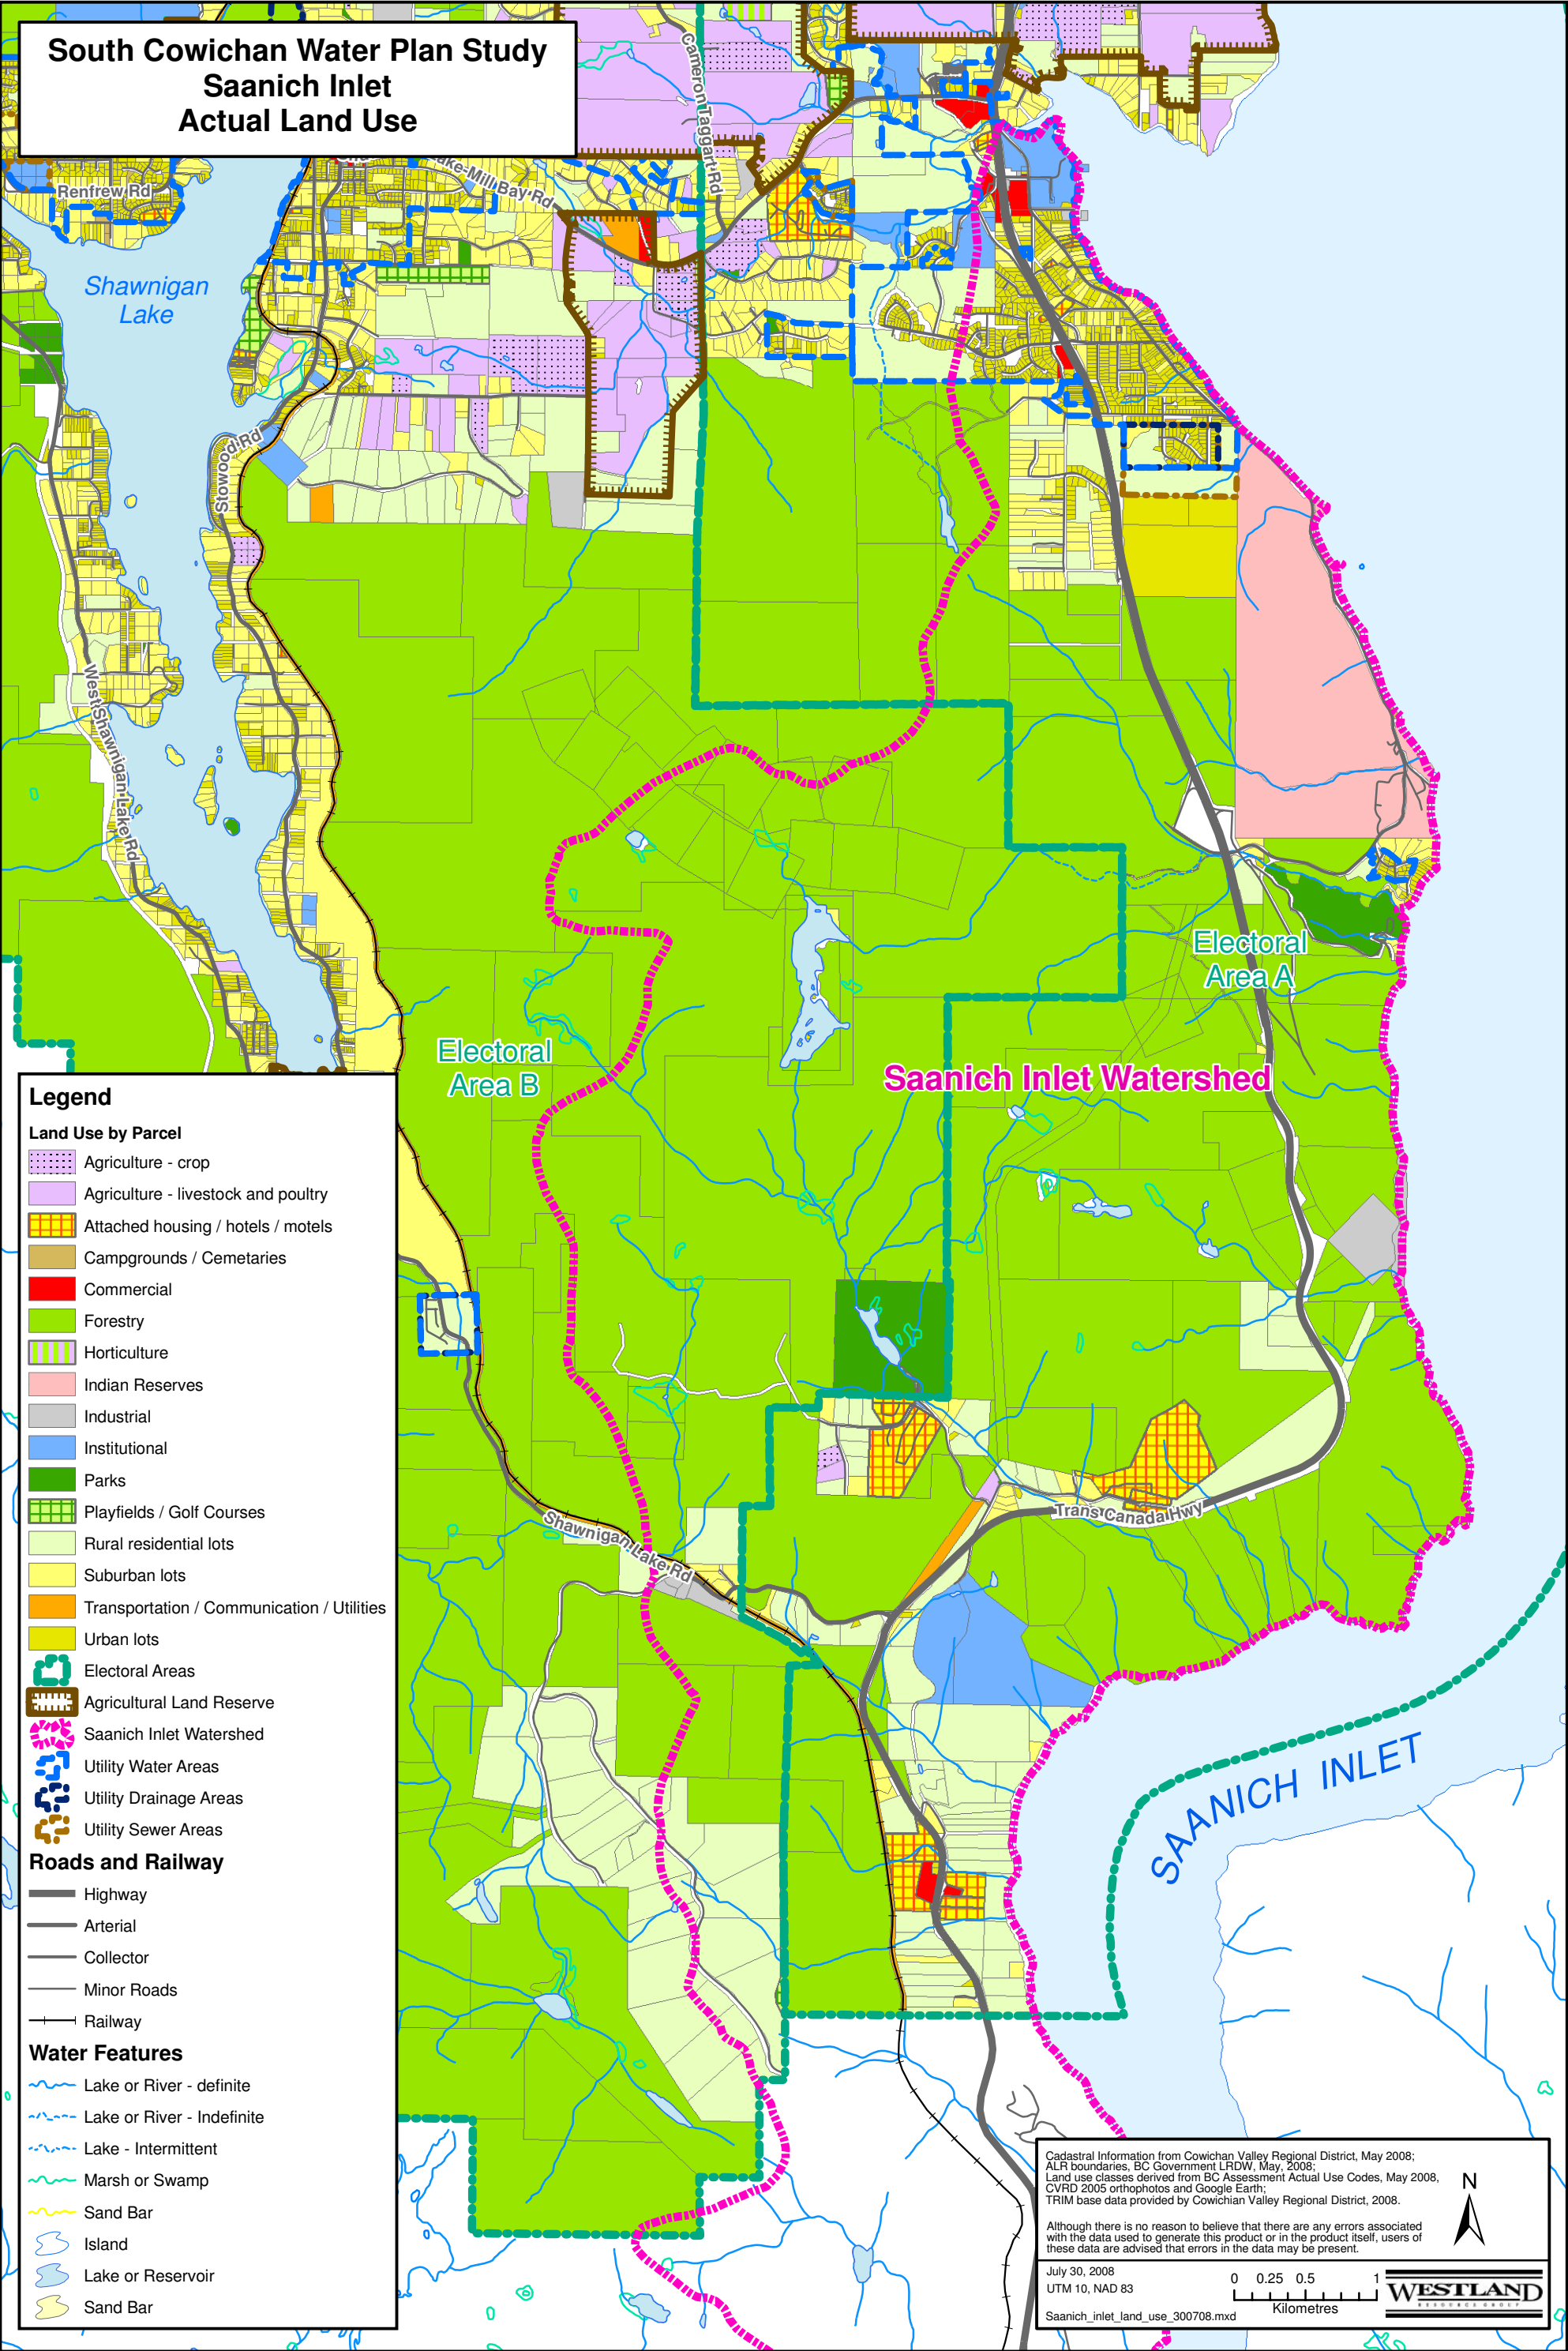 South Cowichan Water Plan Study
Saanich Inlet
Actual Land Use
Cameron Taggart Rd
Lake-Mill Bay Rd
Renfrew Rd
Shawnigan
Lake
Stowood Rd
West Shawnigan Lake Rd
Electoral
Area A
Electoral
Area B
Saanich Inlet Watershed
Trans Canada Hwy
Shawnigan Lake Rd
SAANICH INLET
Legend
Land Use by Parcel
Agriculture - crop
Agriculture - livestock and poultry
Attached housing / hotels / motels
Campgrounds / Cemetaries
Commercial
Forestry
Horticulture
Indian Reserves
Industrial
Institutional
Parks
Playfields / Golf Courses
Rural residential lots
Suburban lots
Transportation / Communication / Utilities
Urban lots
Electoral Areas
Agricultural Land Reserve
Saanich Inlet Watershed
Utility Water Areas
Utility Drainage Areas
Utility Sewer Areas
Roads and Railway
Highway
Arterial
Collector
Minor Roads
Railway
Water Features
Lake or River - definite
Lake or River - Indefinite
Lake - Intermittent
Marsh or Swamp
Sand Bar
Island
Lake or Reservoir
Sand Bar
Cadastral Information from Cowichan Valley Regional District, May 2008;
ALR boundaries, BC Government LRDW, May, 2008;
Land use classes derived from BC Assessment Actual Use Codes, May 2008,
CVRD 2005 orthophotos and Google Earth;
TRIM base data provided by Cowichian Valley Regional District, 2008.
Although there is no reason to believe that there are any errors associated
with the data used to generate this product or in the product itself, users of
these data are advised that errors in the data may be present.
N
July 30, 2008
UTM 10, NAD 83
Saanich_inlet_land_use_300708.mxd
0 0.25 0.5 1
Kilometres
WESTLAND
RESOURCE GROUP